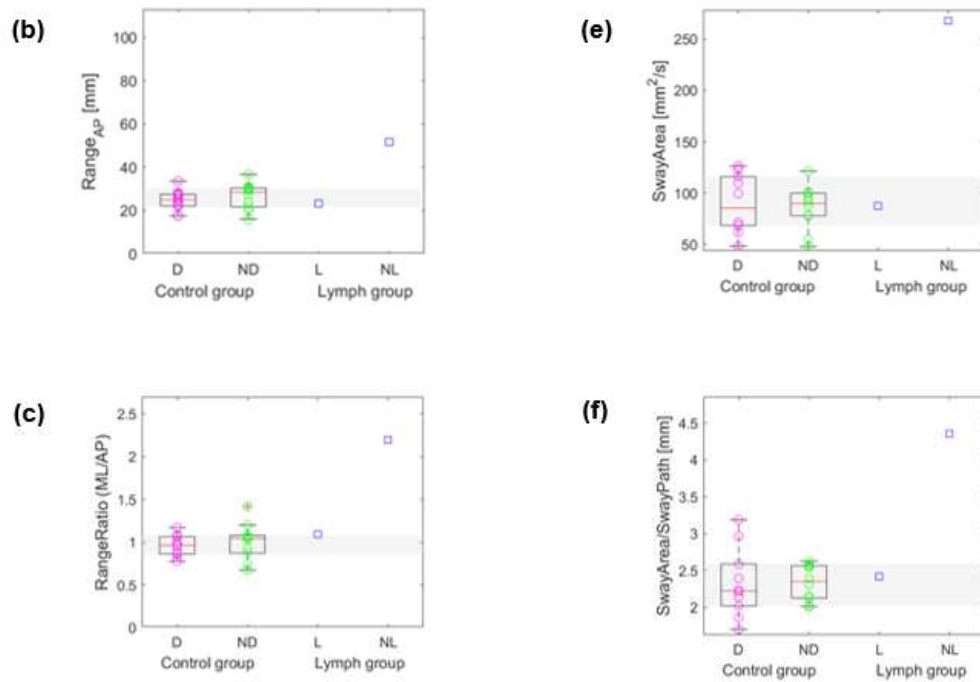 (b)
Range_AP [mm]
100
80
60
40
20
0
D ND L NL
Control group Lymph group
(e)
SwayArea [mm^2/s]
250
200
150
100
50
D ND L NL
Control group Lymph group
(c)
RangeRatio (ML/AP)
2.5
2
1.5
1
0.5
0
D ND L NL
Control group Lymph group
(f)
SwayArea/SwayPath [mm]
4.5
4
3.5
3
2.5
2
D ND L NL
Control group Lymph group